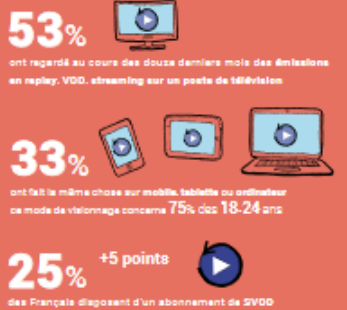 53%
ont regardé au cours des douze derniers mois des émissions
en replay, VOD, streaming sur un poste de télévision
33%
ont fait la même chose sur mobile, tablette ou ordinateur
ce mode de visionnage concerne 75% des 18-24 ans
25% +5 points
des Français disposent d'un abonnement de SVOD